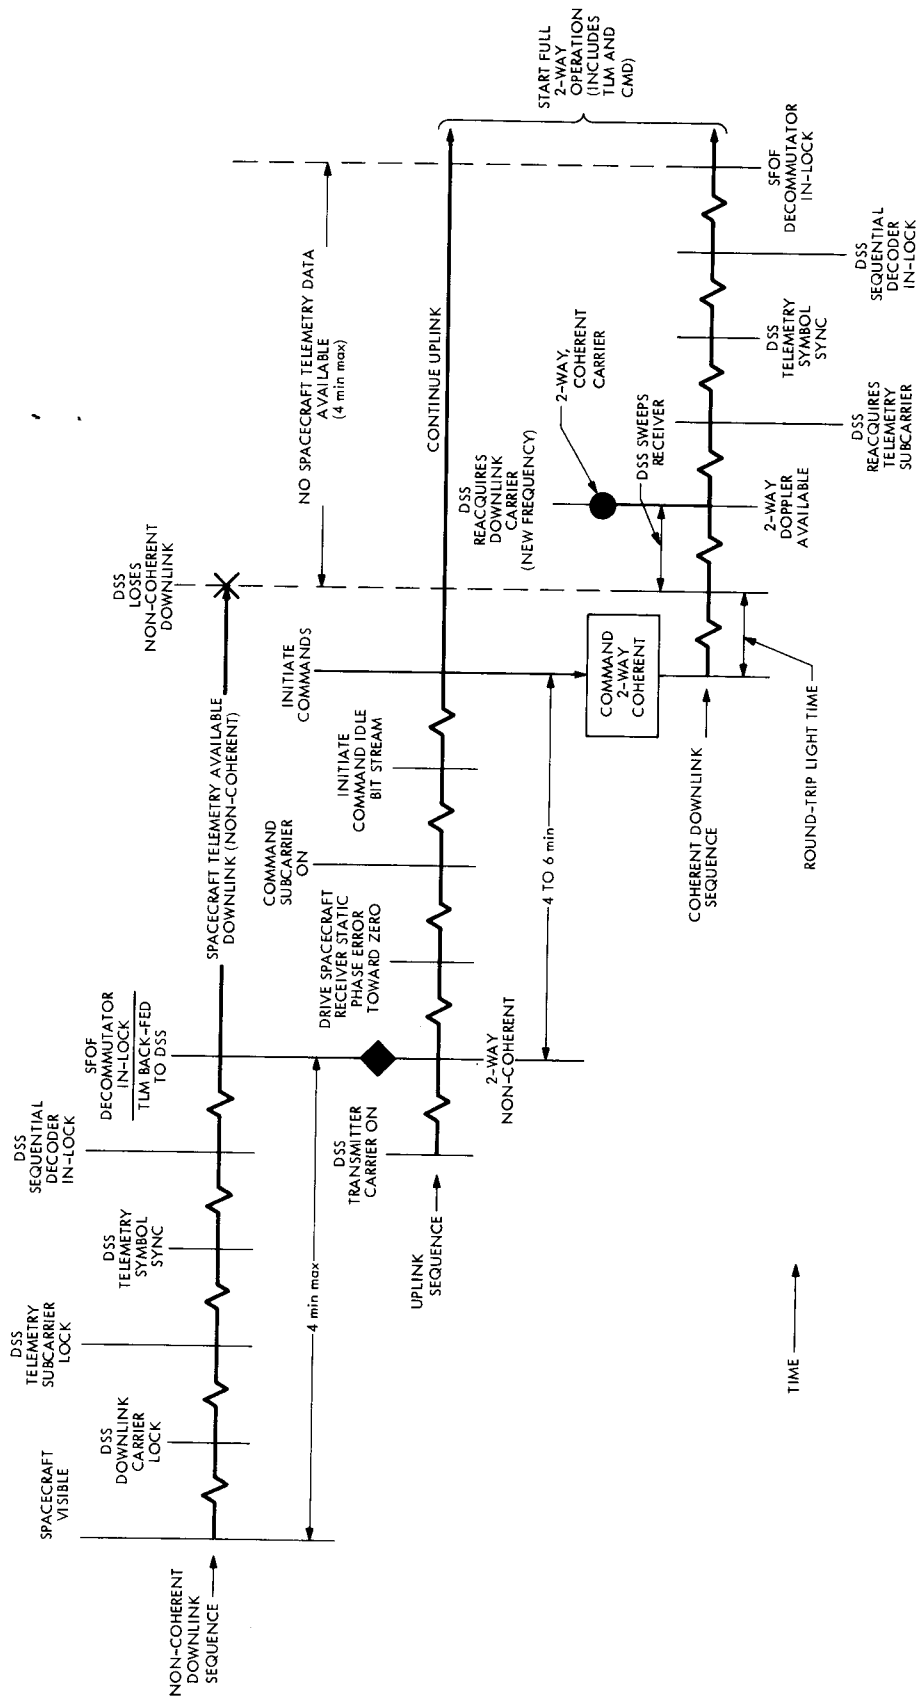 NON-COHERENT
DOWNLINK
SEQUENCE
SPACECRAFT
VISIBLE
DSS
DOWNLINK
CARRIER
LOCK
DSS
TELEMETRY
SUBCARRIER
LOCK
DSS
TELEMETRY
SYMBOL
SYNC
DSS
SEQUENTIAL
DECODER
IN-LOCK
SFOF
DECOMMUTATOR
IN-LOCK
TLM BACK-FED
TO DSS
SPACECRAFT TELEMETRY AVAILABLE
DOWNLINK (NON-COHERENT)
DSS
LOSES
NON-COHERENT
DOWNLINK
4 min max
NO SPACECRAFT TELEMETRY DATA
AVAILABLE
(4 min max)
UPLINK
SEQUENCE
DSS
TRANSMITTER
CARRIER ON
2-WAY
NON-COHERENT
DRIVE SPACECRAFT
RECEIVER STATIC
PHASE ERROR
TOWARD ZERO
COMMAND
SUBCARRIER
ON
INITIATE
COMMAND IDLE
BIT STREAM
INITIATE
COMMANDS
CONTINUE UPLINK
START FULL
2-WAY
OPERATION
(INCLUDES
TLM AND
CMD)
4 TO 6 min
COMMAND
2-WAY
COHERENT
DSS
REACQUIRES
DOWNLINK
CARRIER
(NEW FREQUENCY)
2-WAY,
COHERENT
CARRIER
DSS SWEEPS
RECEIVER
COHERENT DOWNLINK
SEQUENCE
ROUND-TRIP LIGHT TIME
2-WAY
DOPPLER
AVAILABLE
DSS
REACQUIRES
TELEMETRY
SUBCARRIER
DSS
TELEMETRY
SYMBOL
SYNC
DSS
SEQUENTIAL
DECODER
IN-LOCK
SFOF
DECOMMUTATOR
IN-LOCK
TIME